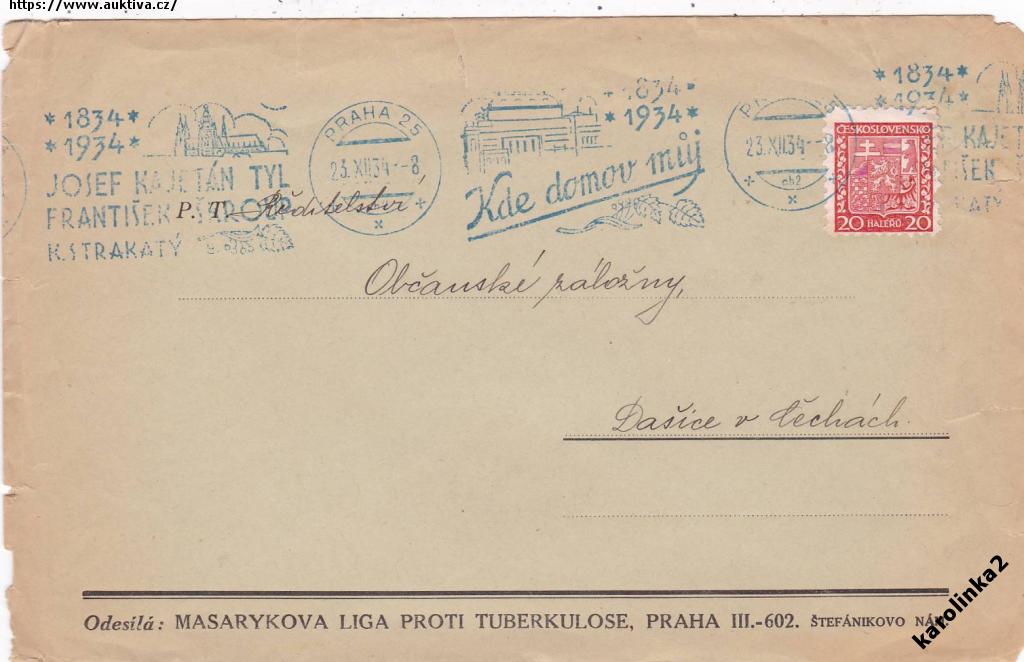 https://www.auktiva.cz/
*1834*
*1934*
JOSEF KAJETÁN TYL
FRANTIŠEK ŠKROUP
K. STRAKATÝ
PRAHA 25
23.XII.34 -8
*1834*
*1934*
Kde domov můj
23.XII.34 -8
ČESKOSLOVENSKO
20 HALÉŘŮ 20
*1834*
*1934*
P. T. Ředitelství
Občanské záložny,
Dašice v Čechách.
Odesílá: MASARYKOVA LIGA PROTI TUBERKULOSE, PRAHA III.-602. ŠTEFÁNIKOVO
karolinka2